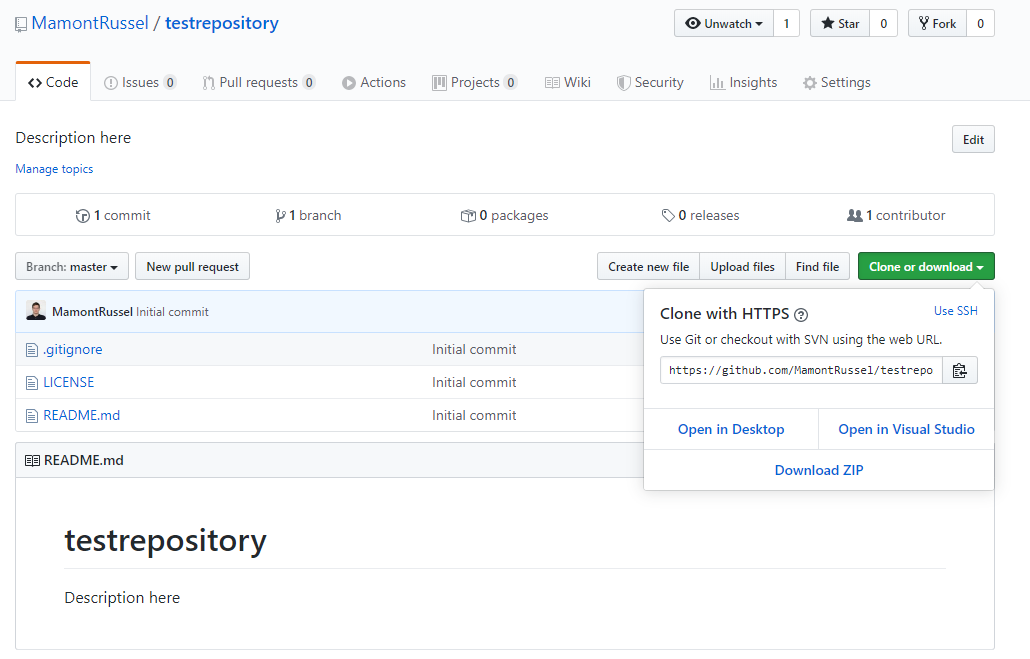 MamontRussel / testrepository
Unwatch 1 Star 0 Fork 0
Code Issues 0 Pull requests 0 Actions Projects 0 Wiki Security Insights Settings
Description here
Edit
Manage topics
1 commit 1 branch 0 packages 0 releases 1 contributor
Branch: master New pull request Create new file Upload files Find file Clone or download
MamontRussel Initial commit
.gitignore Initial commit
LICENSE Initial commit
README.md Initial commit
Clone with HTTPS ? Use SSH
Use Git or checkout with SVN using the web URL.
https://github.com/MamontRussel/testrepo
Open in Desktop Open in Visual Studio
Download ZIP
README.md
testrepository
Description here